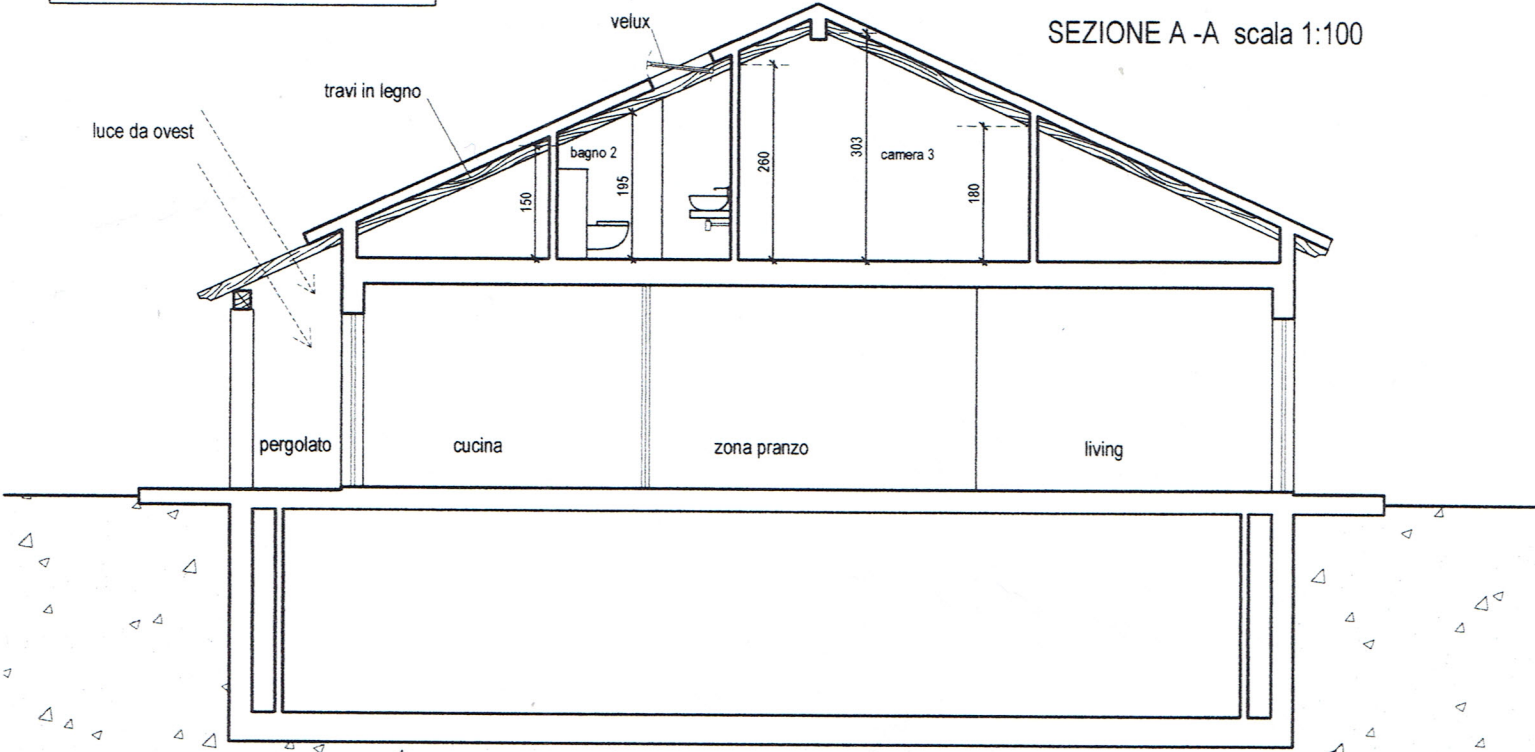 velux
SEZIONE A -A scala 1:100
travi in legno
luce da ovest
bagno 2
150
195
260
303
camera 3
180
pergolato
cucina
zona pranzo
living